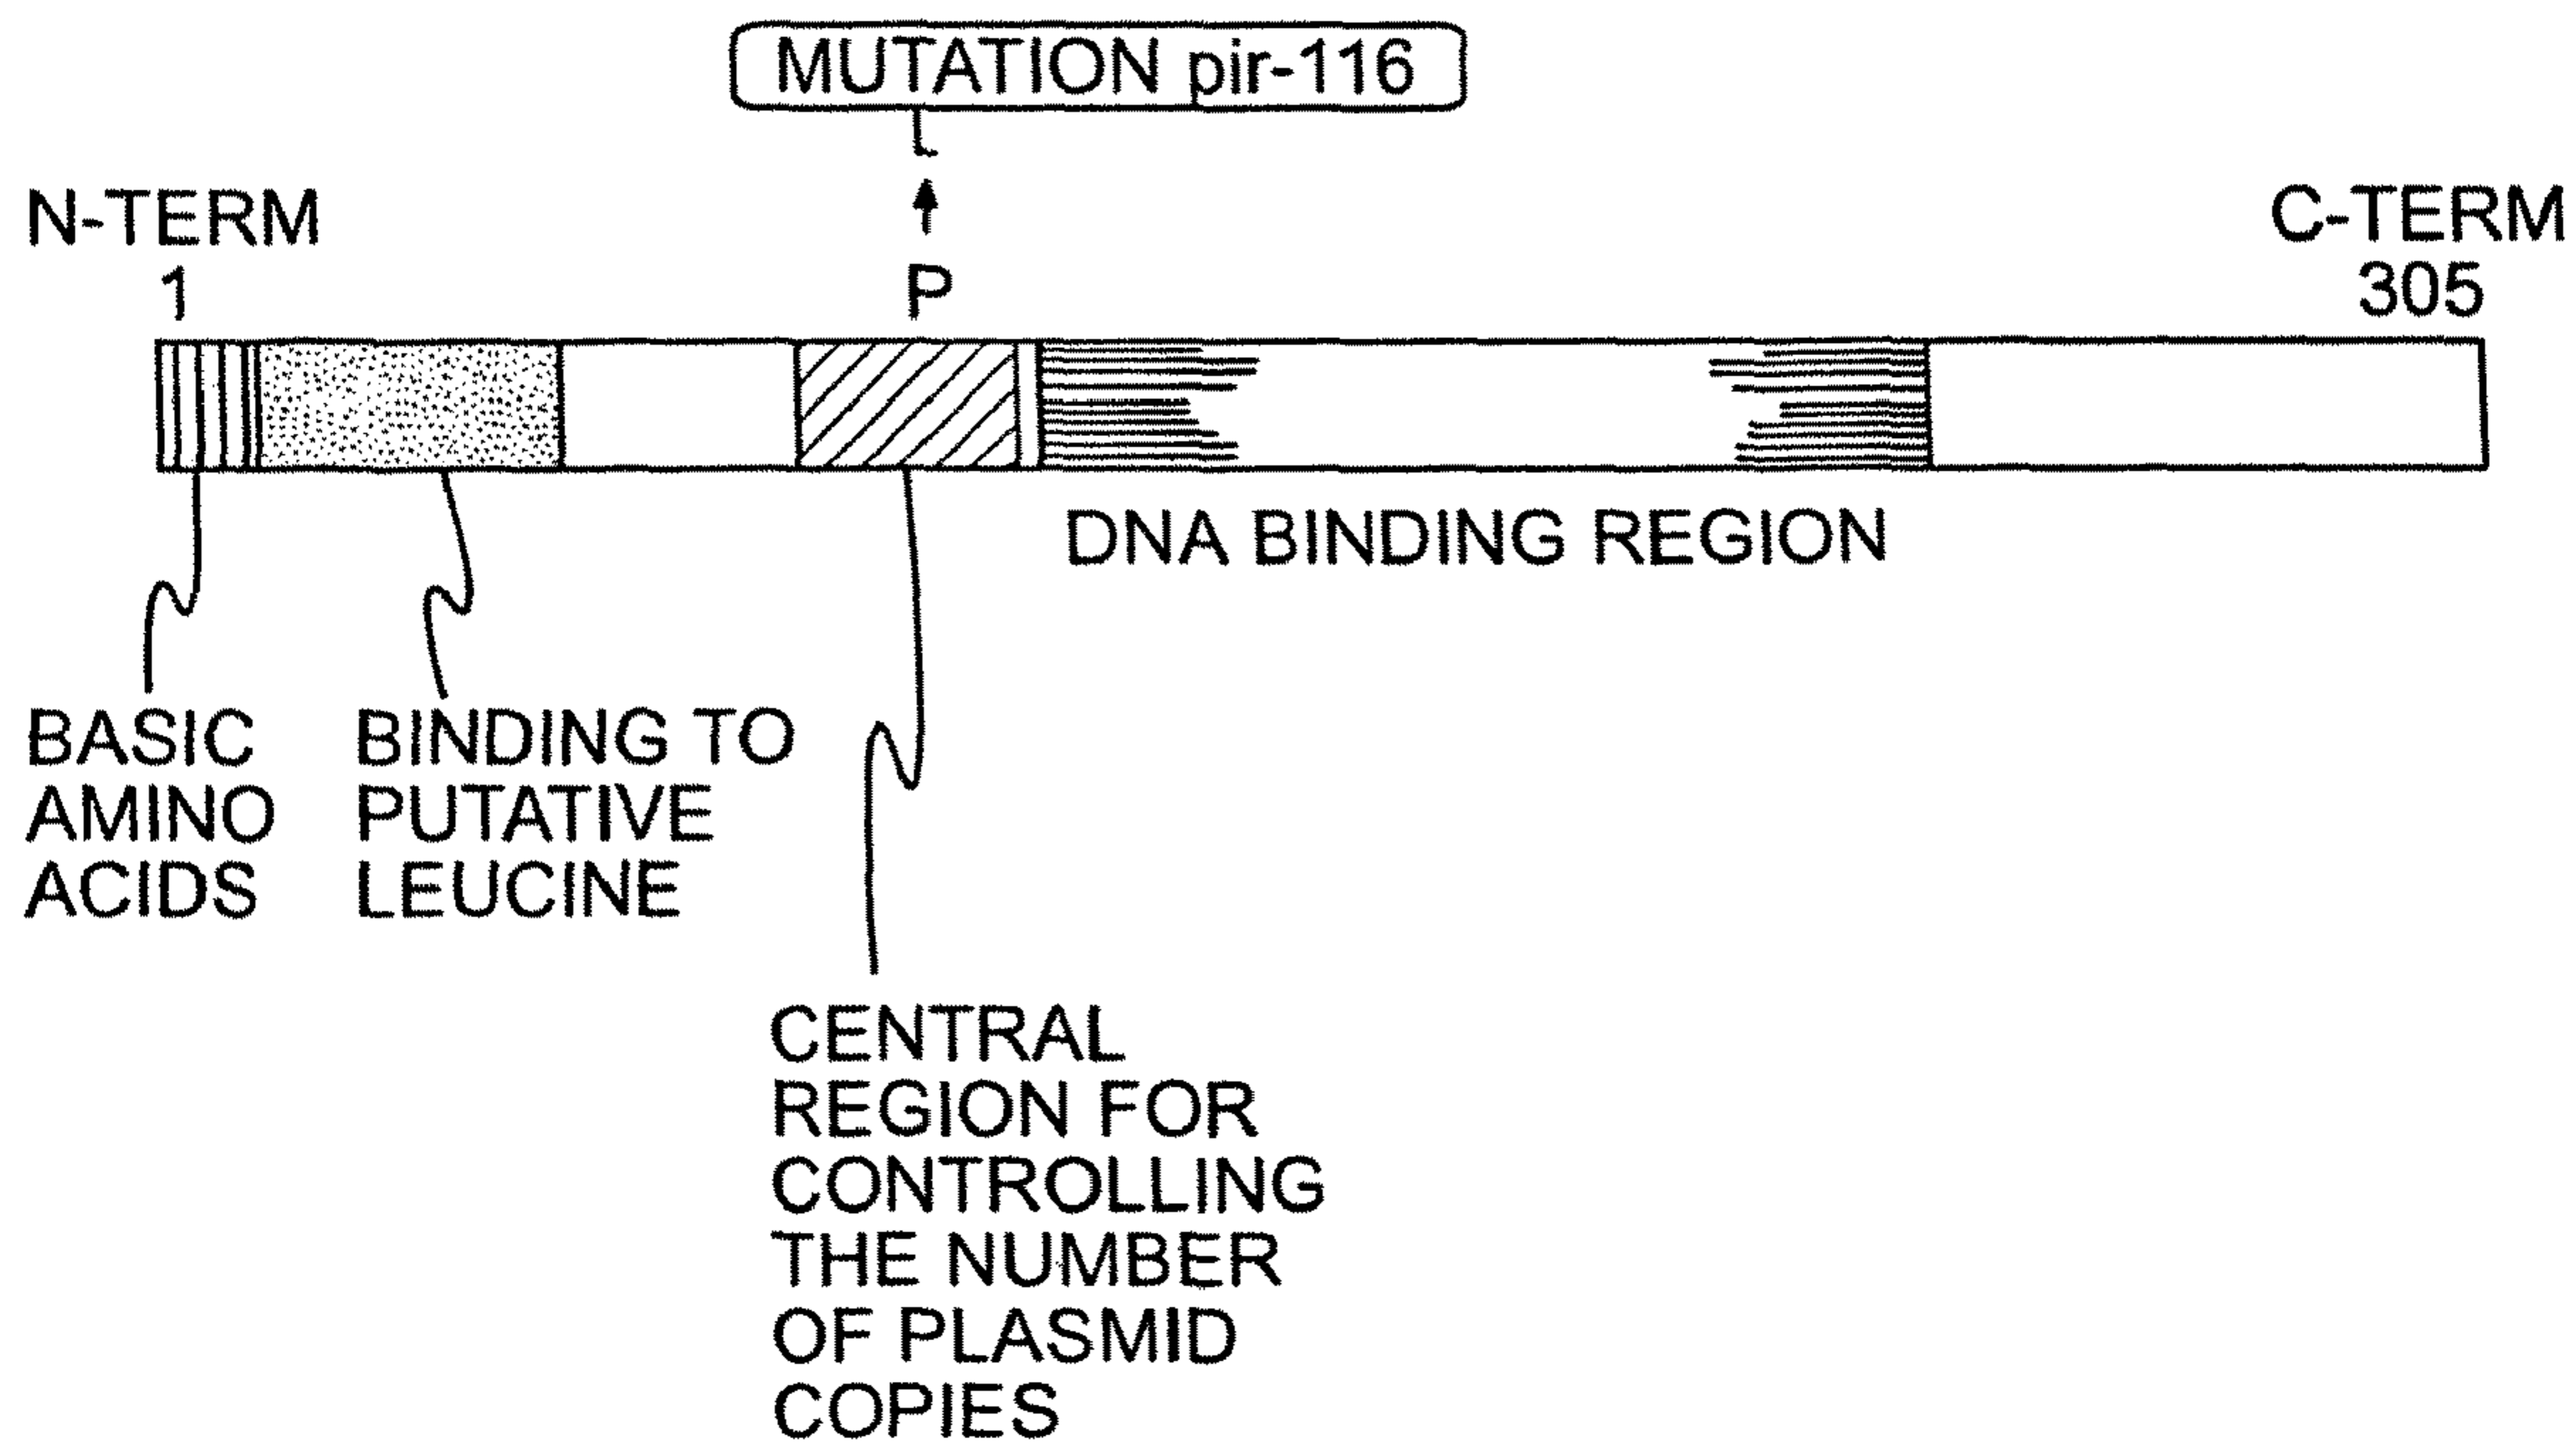 MUTATION pir-116
L
N-TERM
1
P
C-TERM
305
DNA BINDING REGION
BASIC
AMINO
ACIDS
BINDING TO
PUTATIVE
LEUCINE
CENTRAL
REGION FOR
CONTROLLING
THE NUMBER
OF PLASMID
COPIES